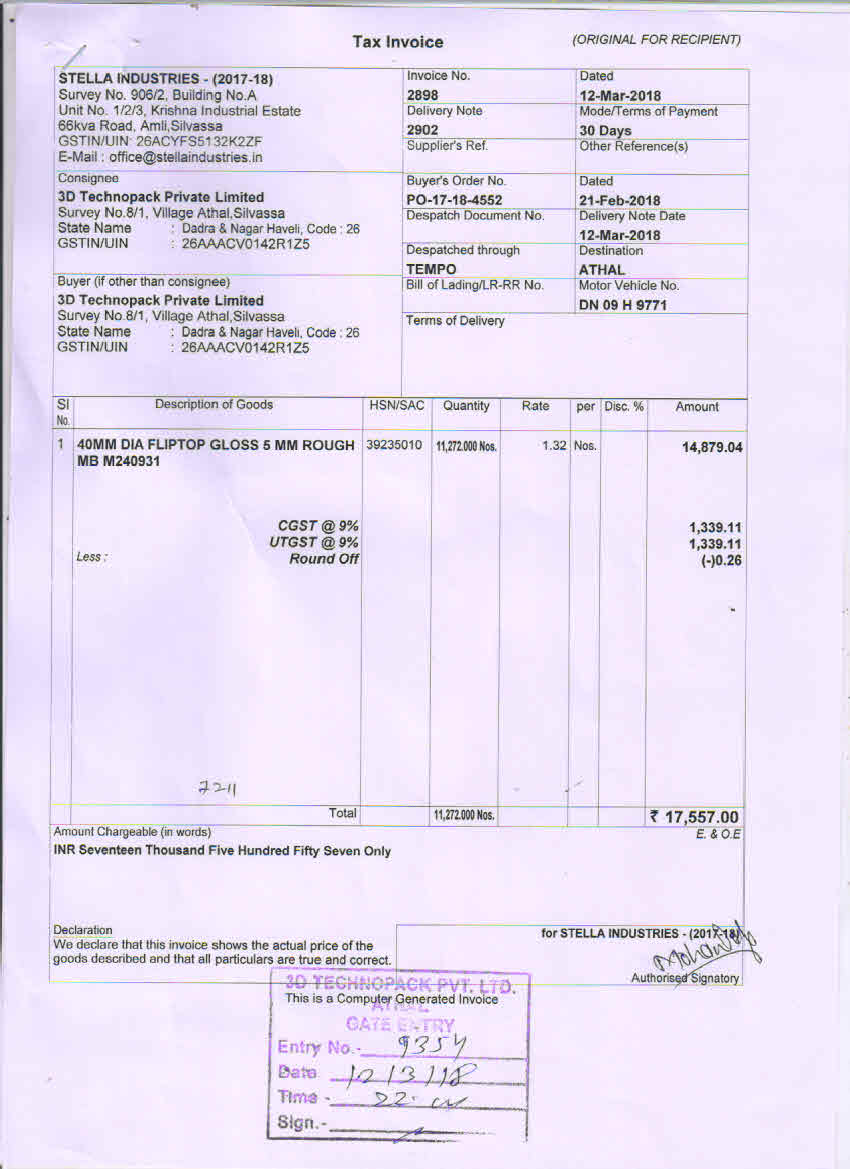 Tax Invoice
(ORIGINAL FOR RECIPIENT)
STELLA INDUSTRIES - (2017-18)
Survey No. 906/2, Building No.A
Unit No. 1/2/3, Krishna Industrial Estate
66kva Road, Amli,Silvassa
GSTIN/UIN: 26ACYFS5132K2ZF
E-Mail : office@stellaindustries.in
Invoice No.
2898
Dated
12-Mar-2018
Delivery Note
2902
Mode/Terms of Payment
30 Days
Supplier's Ref.
Other Reference(s)
Consignee
3D Technopack Private Limited
Survey No.8/1, Village Athal,Silvassa
State Name : Dadra & Nagar Haveli, Code : 26
GSTIN/UIN : 26AAACV0142R1Z5
Buyer's Order No.
PO-17-18-4552
Dated
21-Feb-2018
Despatch Document No.
Delivery Note Date
12-Mar-2018
Despatched through
TEMPO
Destination
ATHAL
Buyer (if other than consignee)
3D Technopack Private Limited
Survey No.8/1, Village Athal,Silvassa
State Name : Dadra & Nagar Haveli, Code : 26
GSTIN/UIN : 26AAACV0142R1Z5
Bill of Lading/LR-RR No.
Motor Vehicle No.
DN 09 H 9771
Terms of Delivery
Sl No. Description of Goods HSN/SAC Quantity Rate per Disc. % Amount
1 40MM DIA FLIPTOP GLOSS 5 MM ROUGH 39235010 11,272.000 Nos. 1.32 Nos. 14,879.04
MB M240931
CGST @ 9% 1,339.11
UTGST @ 9% 1,339.11
Less : Round Off (-)0.26
7211
Total 11,272.000 Nos. ₹ 17,557.00
Amount Chargeable (in words) E. & O.E
INR Seventeen Thousand Five Hundred Fifty Seven Only
Declaration
We declare that this invoice shows the actual price of the
goods described and that all particulars are true and correct.
for STELLA INDUSTRIES - (2017-18)
Authorised Signatory
3D TECHNOPACK PVT. LTD.
This is a Computer Generated Invoice
ATHAL
GATE ENTRY
Entry No.- 9354
Date 12/3/18
Time - 22.
Sign.-